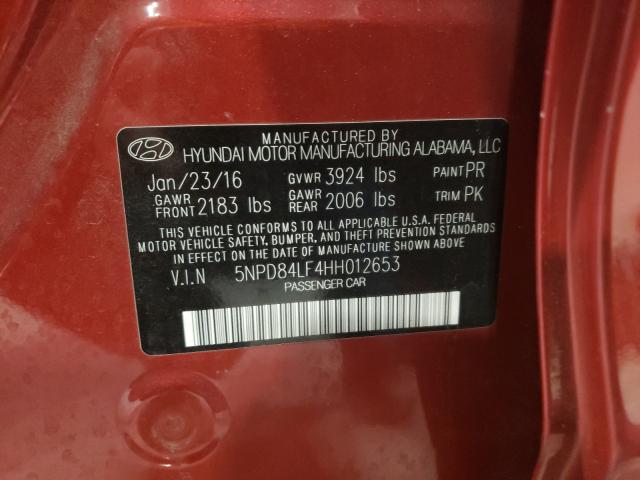 MANUFACTURED BY
HYUNDAI MOTOR MANUFACTURING ALABAMA, LLC
Jan/23/16 GVWR 3924 lbs PAINT PR
GAWR FRONT 2183 lbs GAWR REAR 2006 lbs TRIM PK
THIS VEHICLE CONFORMS TO ALL APPLICABLE U.S.A. FEDERAL
MOTOR VEHICLE SAFETY, BUMPER, AND THEFT PREVENTION STANDARDS
IN EFFECT ON THE DATE OF MANUFACTURE SHOWN ABOVE
V.I.N 5NPD84LF4HH012653
PASSENGER CAR